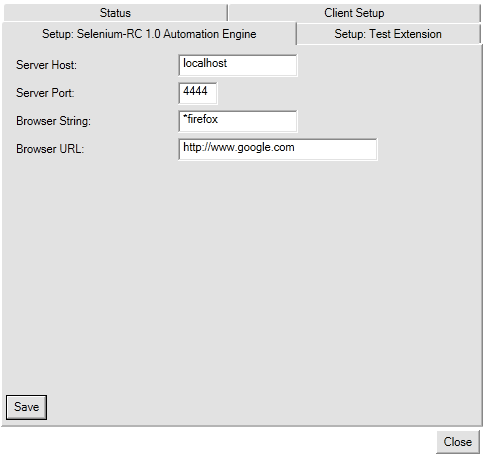 Status Client Setup
Setup: Selenium-RC 1.0 Automation Engine Setup: Test Extension
Server Host: localhost
Server Port: 4444
Browser String: *firefox
Browser URL: http://www.google.com
Save
Close